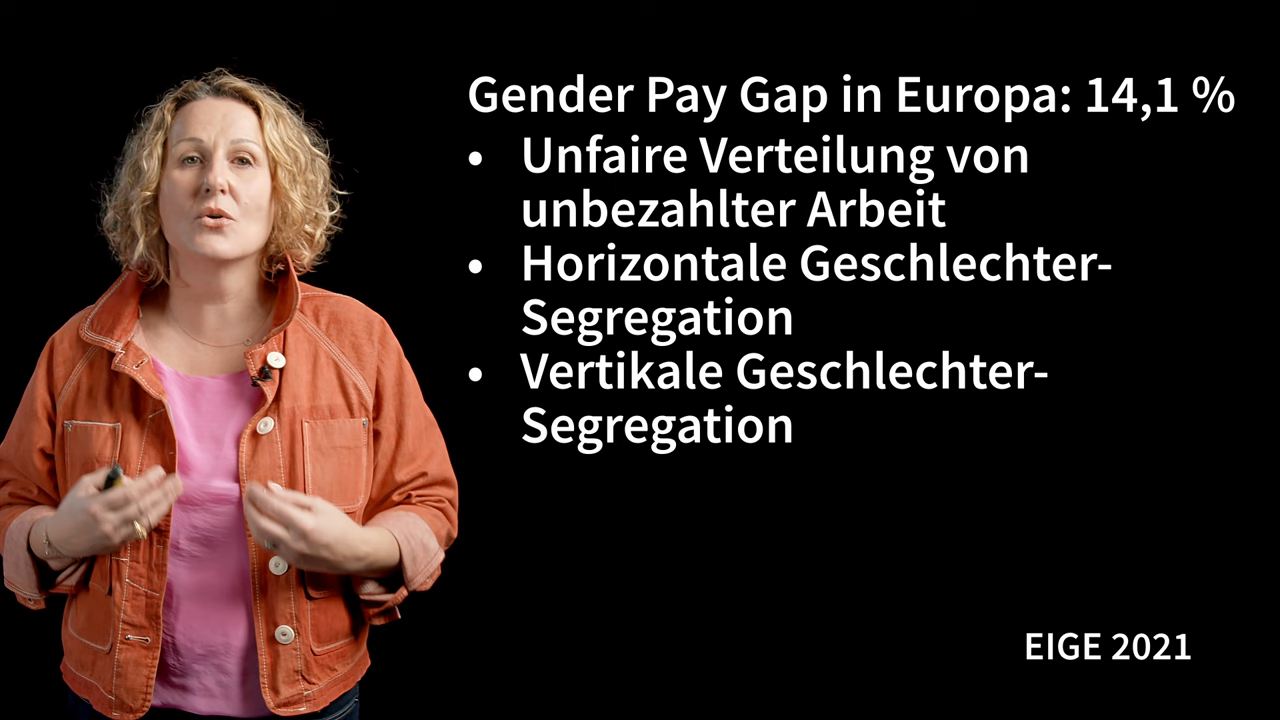 Gender Pay Gap in Europa: 14,1 %
• Unfaire Verteilung von
unbezahlter Arbeit
• Horizontale Geschlechter-
Segregation
• Vertikale Geschlechter-
Segregation
EIGE 2021